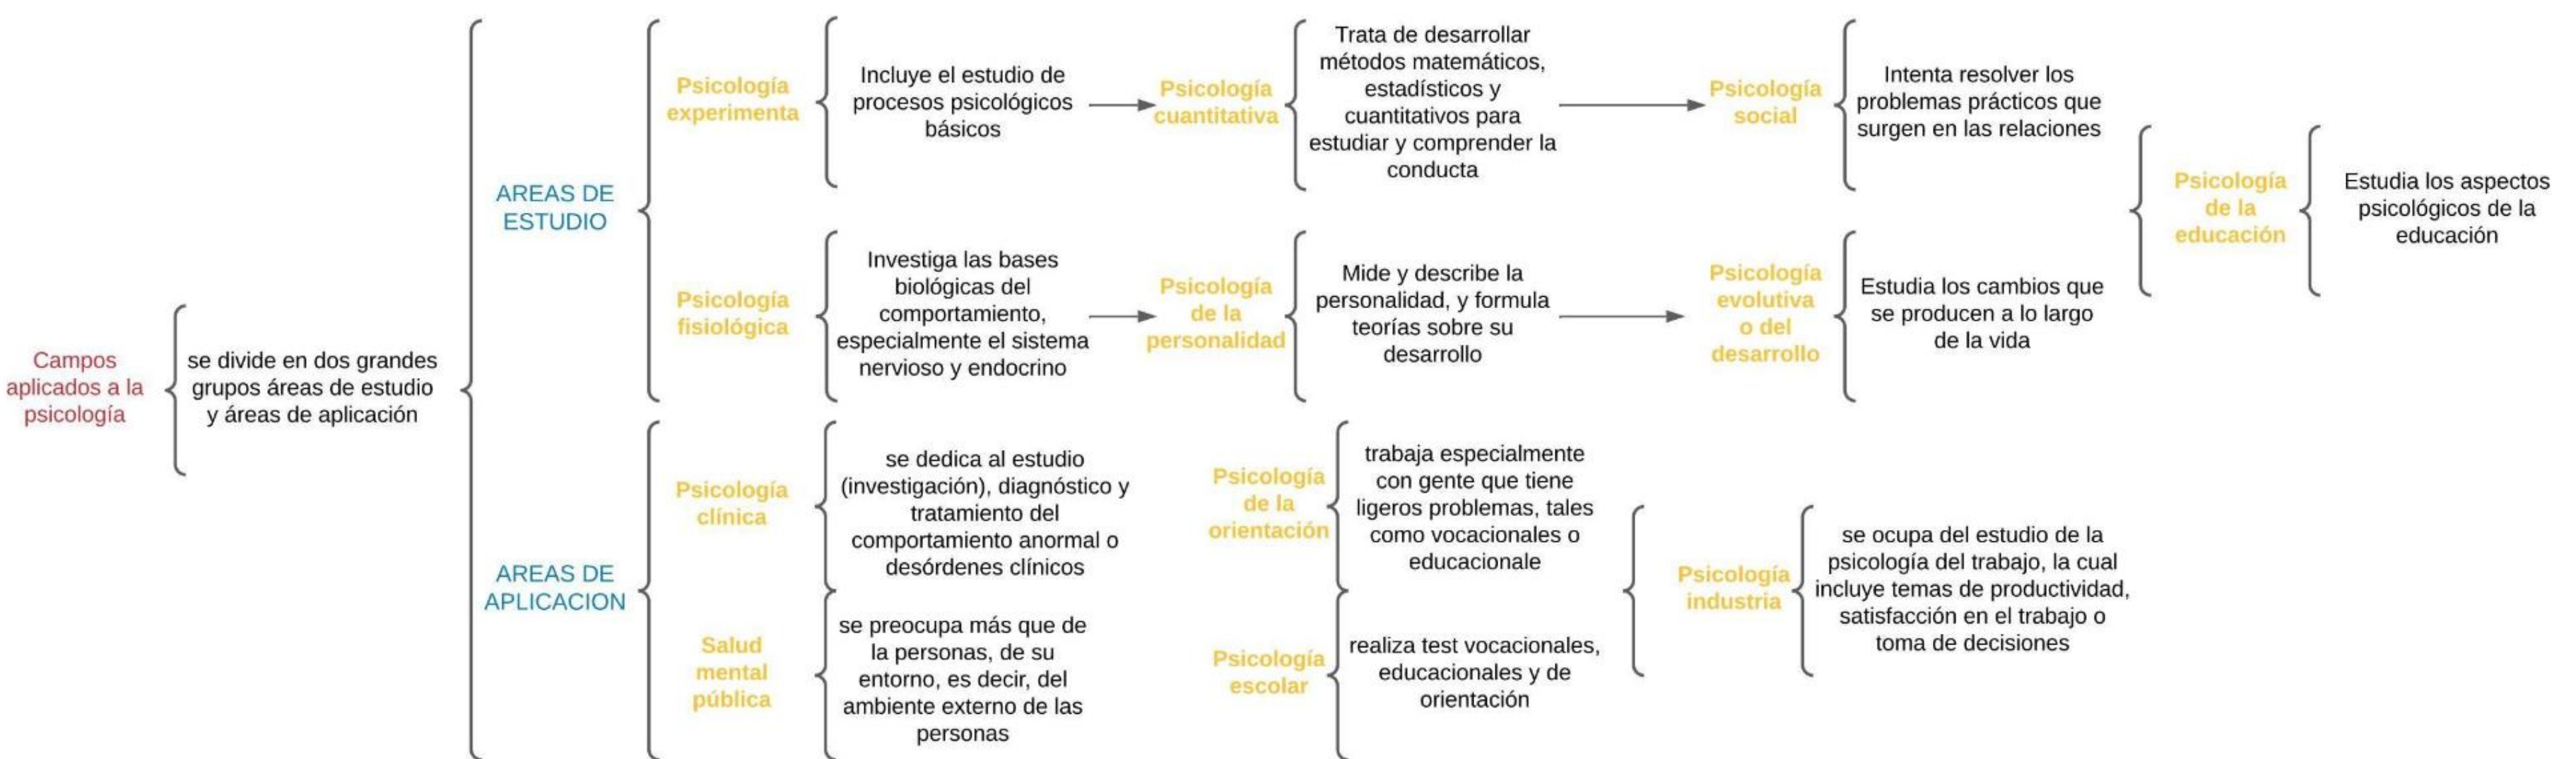 Campos
aplicados a la
psicología
se divide en dos grandes
grupos áreas de estudio
y áreas de aplicación
AREAS DE
ESTUDIO
Psicología
experimenta
Incluye el estudio de
procesos psicológicos
básicos
Psicología
cuantitativa
Trata de desarrollar
métodos matemáticos,
estadísticos y
cuantitativos para
estudiar y comprender la
conducta
Psicología
social
Intenta resolver los
problemas prácticos que
surgen en las relaciones
Psicología
fisiológica
Investiga las bases
biológicas del
comportamiento,
especialmente el sistema
nervioso y endocrino
Psicología
de la
personalidad
Mide y describe la
personalidad, y formula
teorías sobre su
desarrollo
Psicología
evolutiva
o del
desarrollo
Estudia los cambios que
se producen a lo largo
de la vida
Psicología
de la
educación
Estudia los aspectos
psicológicos de la
educación
AREAS DE
APLICACION
Psicología
clínica
se dedica al estudio
(investigación), diagnóstico y
tratamiento del
comportamiento anormal o
desórdenes clínicos
Salud
mental
pública
se preocupa más que de
la personas, de su
entorno, es decir, del
ambiente externo de las
personas
Psicología
de la
orientación
trabaja especialmente
con gente que tiene
ligeros problemas, tales
como vocacionales o
educacionale
Psicología
escolar
realiza test vocacionales,
educacionales y de
orientación
Psicología
industria
se ocupa del estudio de la
psicología del trabajo, la cual
incluye temas de productividad,
satisfacción en el trabajo o
toma de decisiones